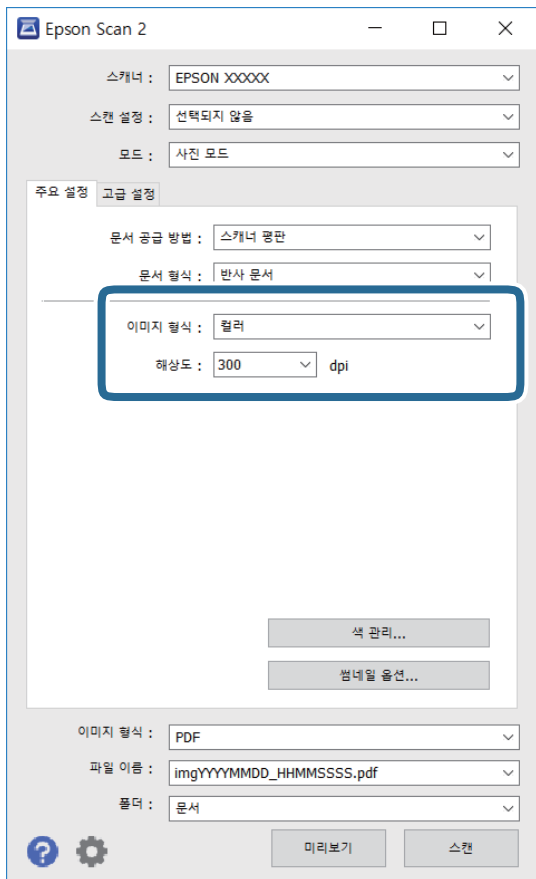 Epson Scan 2
스캐너 : EPSON XXXXX
스캔 설정 : 선택되지 않음
모드 : 사진 모드
주요 설정 고급 설정
문서 공급 방법 : 스캐너 평판
문서 형식 : 반사 문서
이미지 형식 : 컬러
해상도 : 300 dpi
색 관리...
썸네일 옵션...
이미지 형식 : PDF
파일 이름 : imgYYYYMMDD_HHMMSSSS.pdf
폴더 : 문서
? 미리보기 스캔